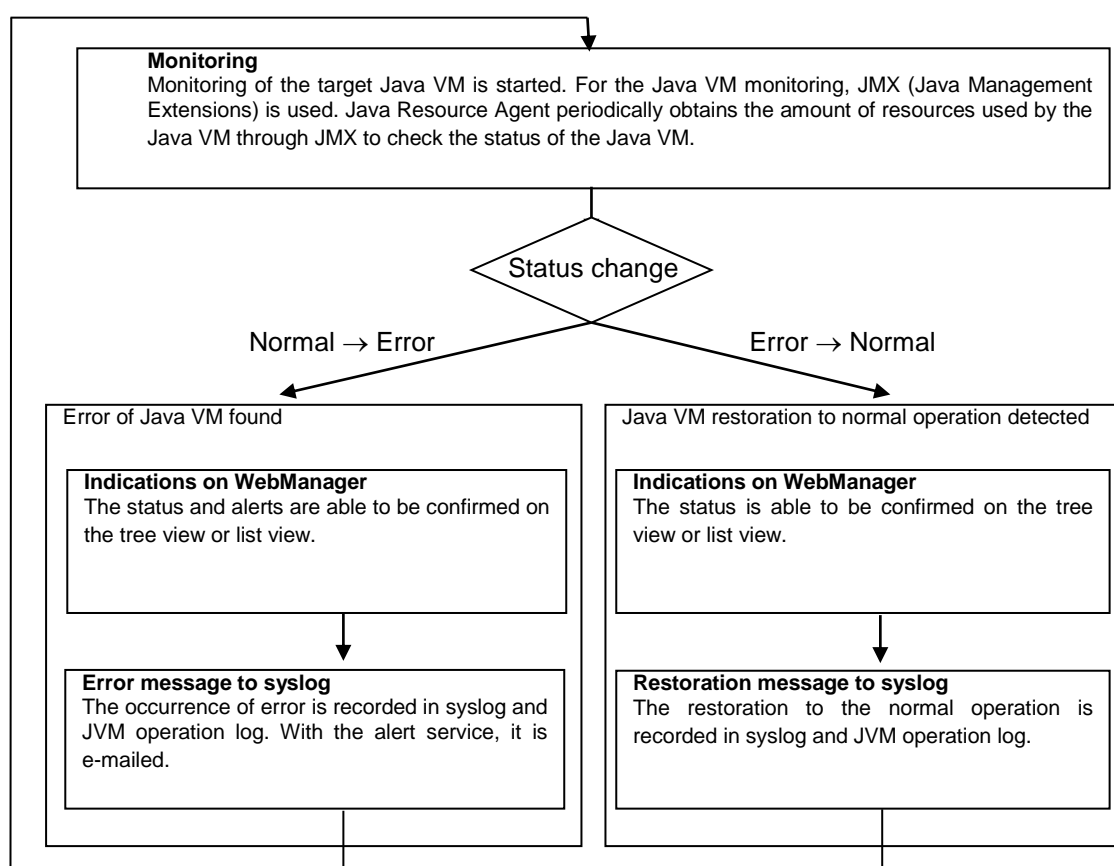 Monitoring
Monitoring of the target Java VM is started. For the Java VM monitoring, JMX (Java Management
Extensions) is used. Java Resource Agent periodically obtains the amount of resources used by the
Java VM through JMX to check the status of the Java VM.
Status change
Normal → Error
Error → Normal
Error of Java VM found
Indications on WebManager
The status and alerts are able to be confirmed on
the tree view or list view.
Error message to syslog
The occurrence of error is recorded in syslog and
JVM operation log. With the alert service, it is
e-mailed.
Java VM restoration to normal operation detected
Indications on WebManager
The status is able to be confirmed on the tree
view or list view.
Restoration message to syslog
The restoration to the normal operation is
recorded in syslog and JVM operation log.